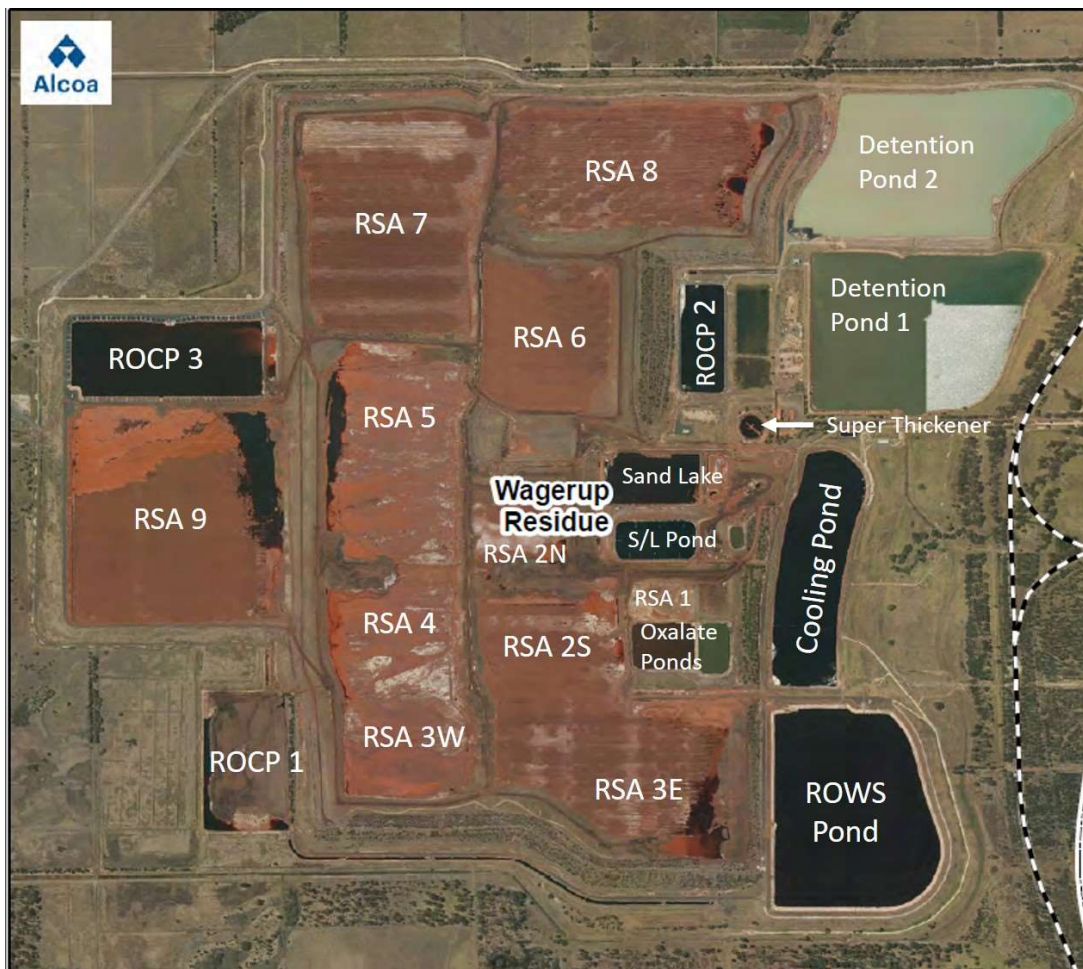 Alcoa
RSA 8
Detention
Pond 2
RSA 7
Detention
Pond 1
ROCP 2
RSA 6
ROCP 3
RSA 5
Super Thickener
Sand Lake
Wagerup
Residue
Cooling Pond
RSA 9
S/L Pond
RSA 2N
RSA 1
RSA 4
Oxalate
Ponds
RSA 2S
RSA 3W
ROCP 1
RSA 3E
ROWS
Pond